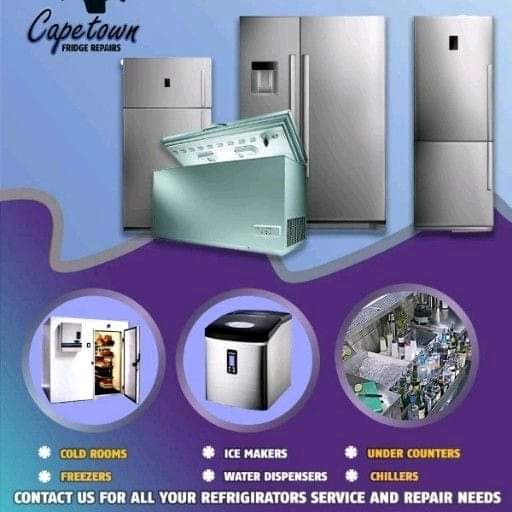 Capetown
FRIDGE REPAIRS
COLD ROOMS
ICE MAKERS
UNDER COUNTERS
FREEZERS
WATER DISPENSERS
CHILLERS
CONTACT US FOR ALL YOUR REFRIGIRATORS SERVICE AND REPAIR NEEDS